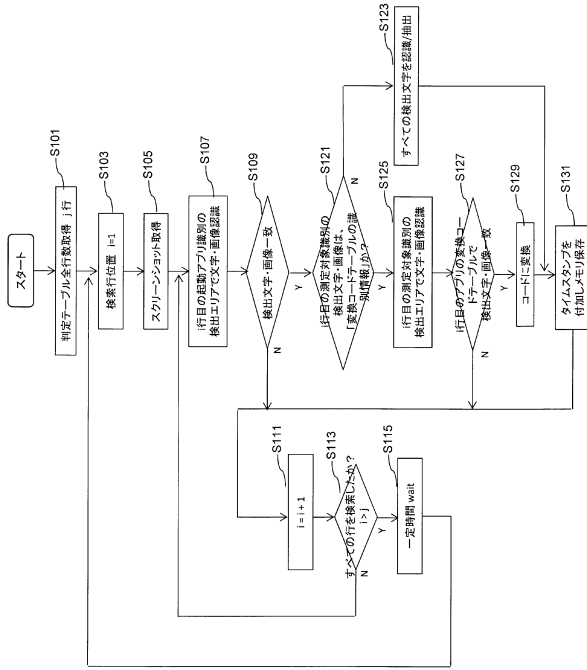 スタート
S101
判定テーブル全行数取得 j 行
S103
検索行位置 i=1
S105
スクリーンショット取得
S107
i行目の起動アプリ識別の
検出エリアで文字・画像認識
S109
検出文字・画像一致
Y
N
S121
i行目の測定対象識別の
検出文字・画像は、
「変換コードテーブルの識
別情報」か？
Y
N
S123
すべての検出文字を認識/抽出
S125
i行目の測定対象識別の
検出エリアで文字・画像認識
S127
i行目のアプリの変換コー
ドテーブルで
検出文字・画像一致
Y
N
S129
コードに変換
S131
タイムスタンプを
付加しメモリ保存
S111
i = i + 1
S113
すべての行を検索したか？
i > j
Y
N
S115
一定時間 wait